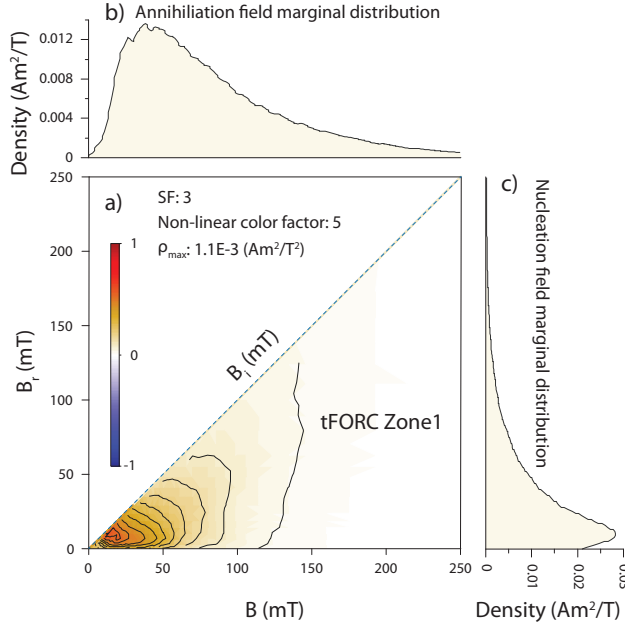 b) Annihiliation field marginal distribution
Density (Am²/T)
0.012
0.008
0.004
0
250
200
150
100
50
0
B_r (mT)
a)
SF: 3
Non-linear color factor: 5
ρ_max: 1.1E-3 (Am²/T²)
1
0
-1
B_i (mT)
tFORC Zone1
0
50
100
150
200
250
B (mT)
c)
Nucleation field marginal distribution
0
0.01
0.02
0.03
Density (Am²/T)